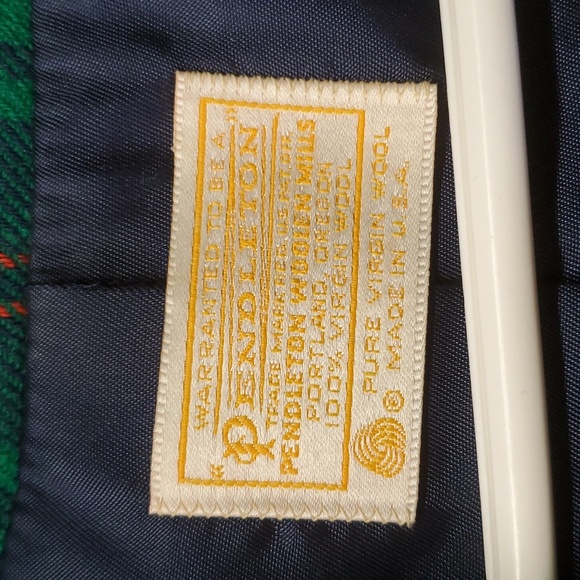 WARRANTED TO BE A
"PENDLETON"
TRADE MARK REG. U.S. PAT. OFF.
PENDLETON WOOLEN MILLS
PORTLAND, OREGON
100% VIRGIN WOOL
PURE VIRGIN WOOL
® MADE IN U.S.A.